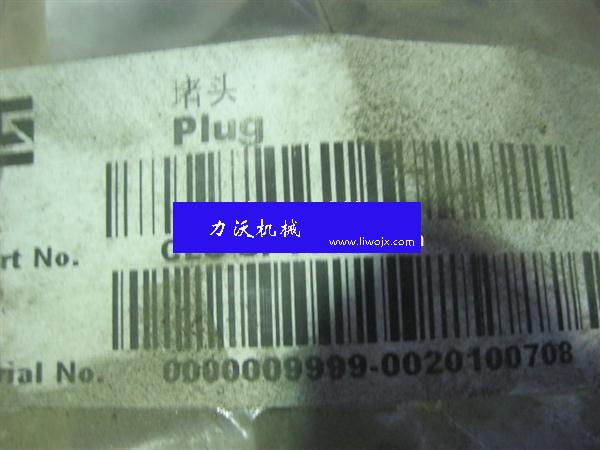 堵头
Plug
力沃机械
www.liwojx.com
rt No.
rial No.
0000009999-0020100708